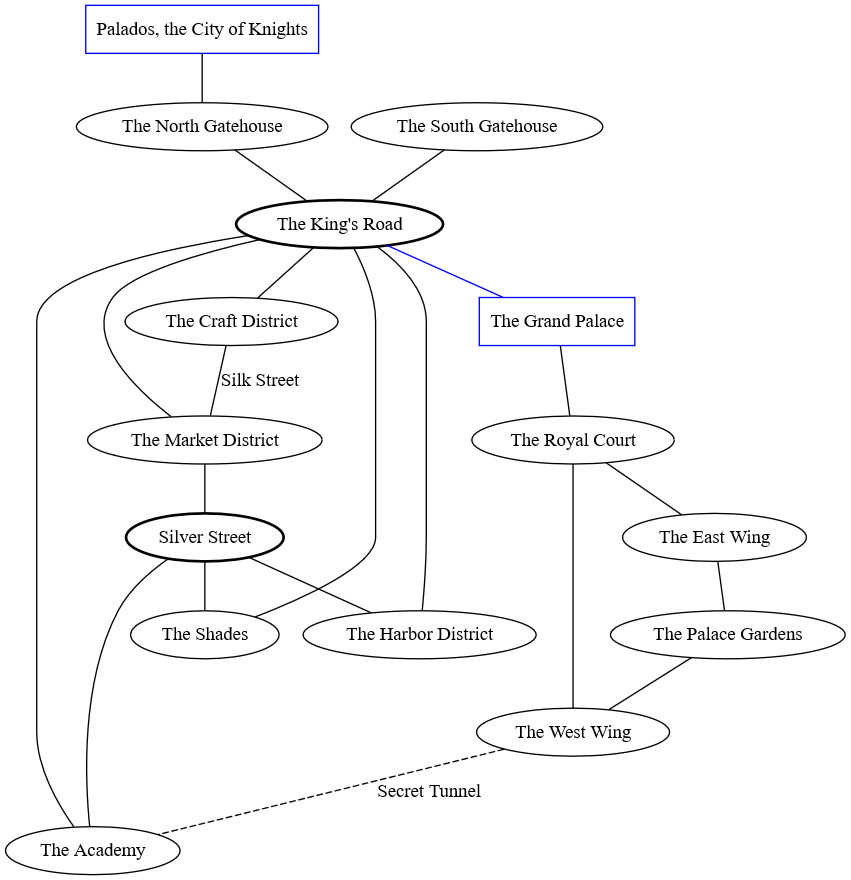 Palados, the City of Knights
The North Gatehouse
The South Gatehouse
The King's Road
The Craft District
The Grand Palace
Silk Street
The Market District
The Royal Court
Silver Street
The East Wing
The Shades
The Harbor District
The Palace Gardens
The West Wing
Secret Tunnel
The Academy